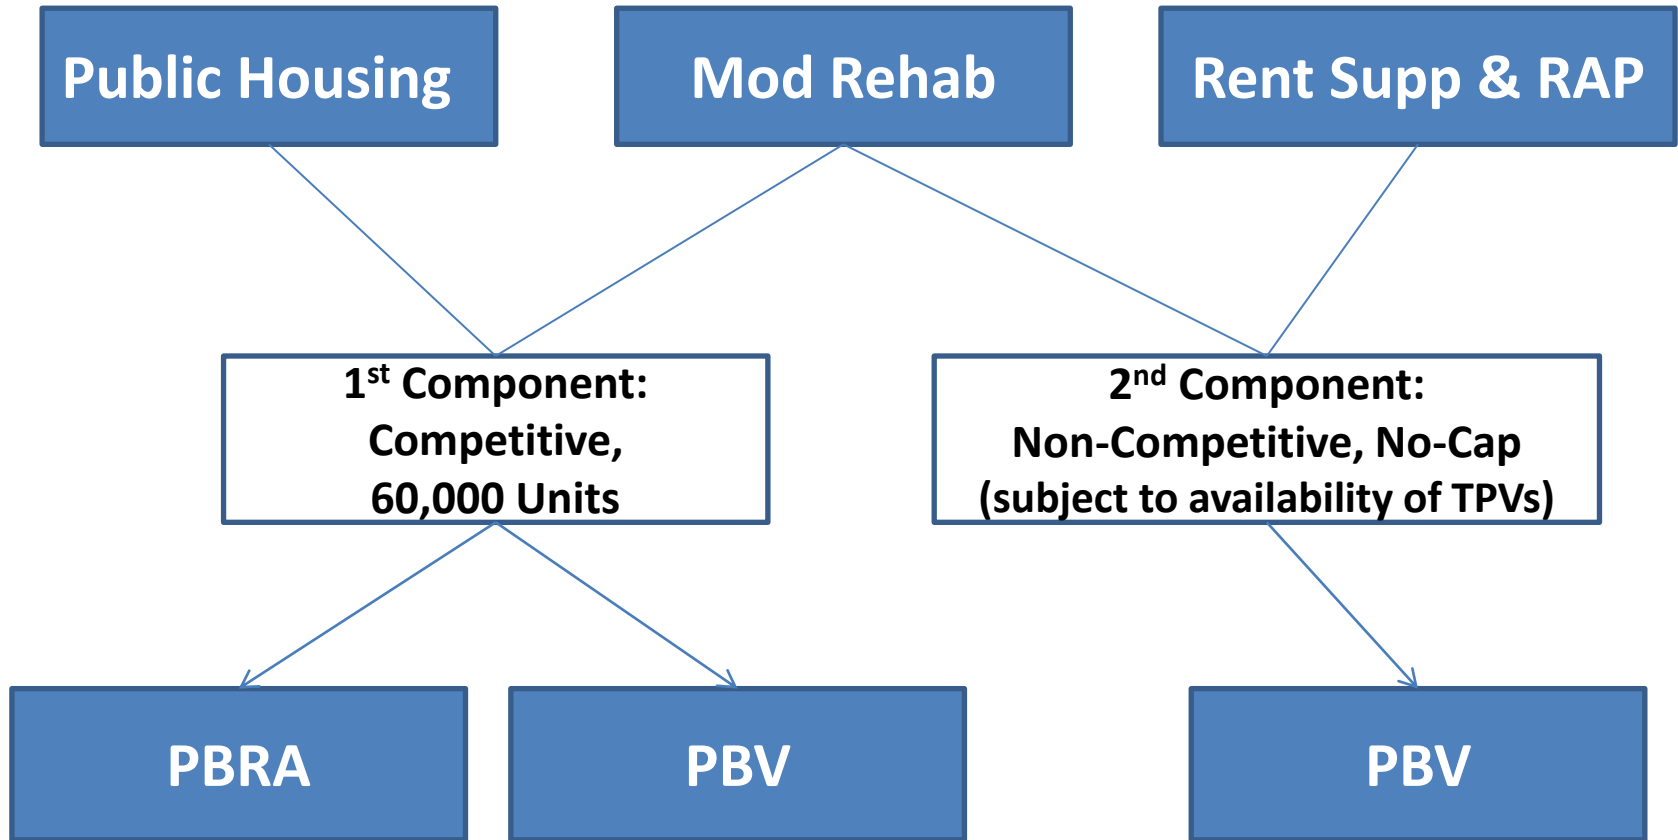 Public Housing
Mod Rehab
Rent Supp & RAP
1st Component:
Competitive,
60,000 Units
2nd Component:
Non-Competitive, No-Cap
(subject to availability of TPVs)
PBRA
PBV
PBV